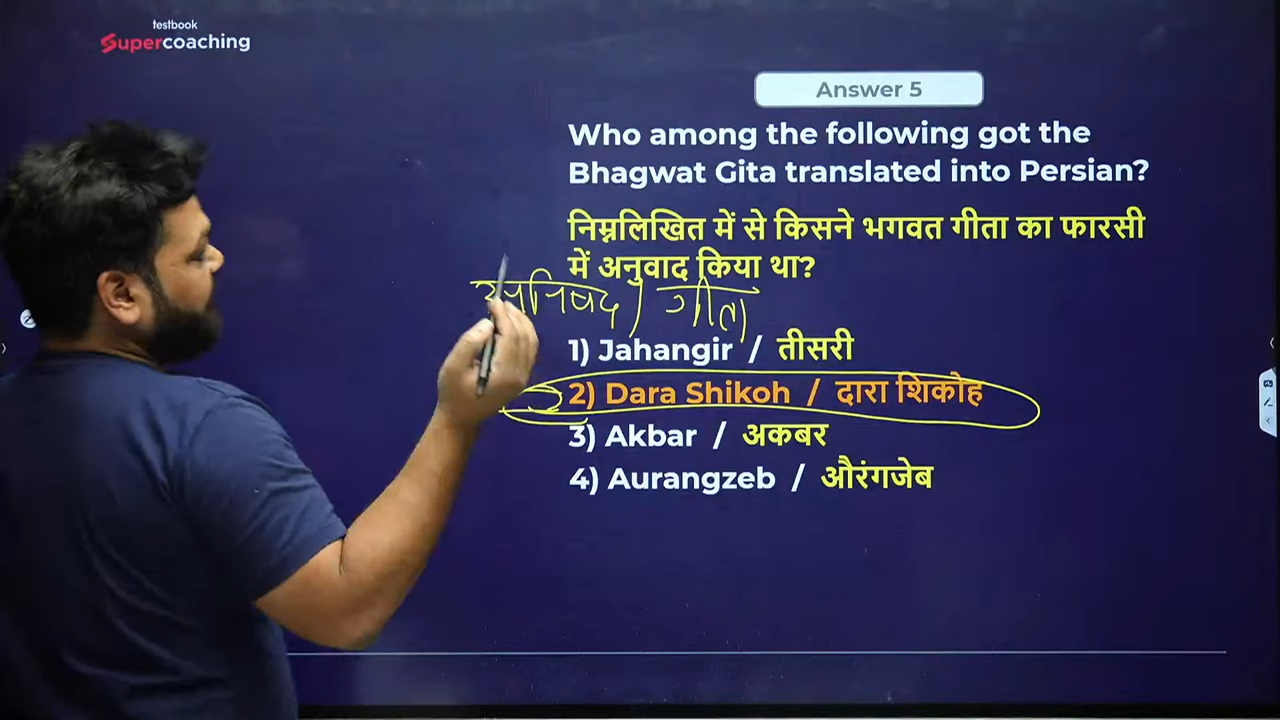 testbook
Supercoaching
Answer 5
Who among the following got the
Bhagwat Gita translated into Persian?
निम्नलिखित में से किसने भगवत गीता का फारसी
में अनुवाद किया था?
उपनिषद / गीता
1) Jahangir / तीसरी
2) Dara Shikoh / दारा शिकोह
3) Akbar / अकबर
4) Aurangzeb / औरंगजेब